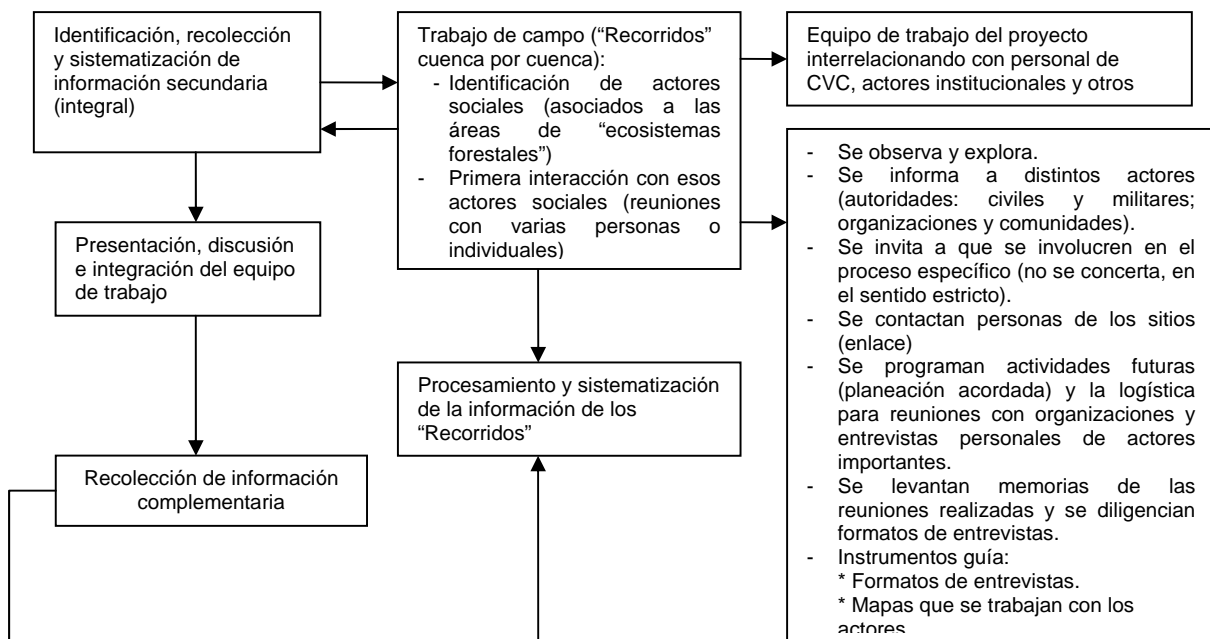 Identificación, recolección
y sistematización de
información secundaria
(integral)
Trabajo de campo (“Recorridos”
cuenca por cuenca):
- Identificación de actores
sociales (asociados a las
áreas de “ecosistemas
forestales”)
- Primera interacción con esos
actores sociales (reuniones
con varias personas o
individuales)
Equipo de trabajo del proyecto
interrelacionando con personal de
CVC, actores institucionales y otros
- Se observa y explora.
- Se informa a distintos actores
(autoridades: civiles y militares;
organizaciones y comunidades).
- Se invita a que se involucren en el
proceso específico (no se concerta, en
el sentido estricto).
- Se contactan personas de los sitios
(enlace)
- Se programan actividades futuras
(planeación acordada) y la logística
para reuniones con organizaciones y
entrevistas personales de actores
importantes.
- Se levantan memorias de las
reuniones realizadas y se diligencian
formatos de entrevistas.
- Instrumentos guía:
* Formatos de entrevistas.
* Mapas que se trabajan con los
actores
Presentación, discusión
e integración del equipo
de trabajo
Procesamiento y sistematización
de la información de los
“Recorridos”
Recolección de información
complementaria